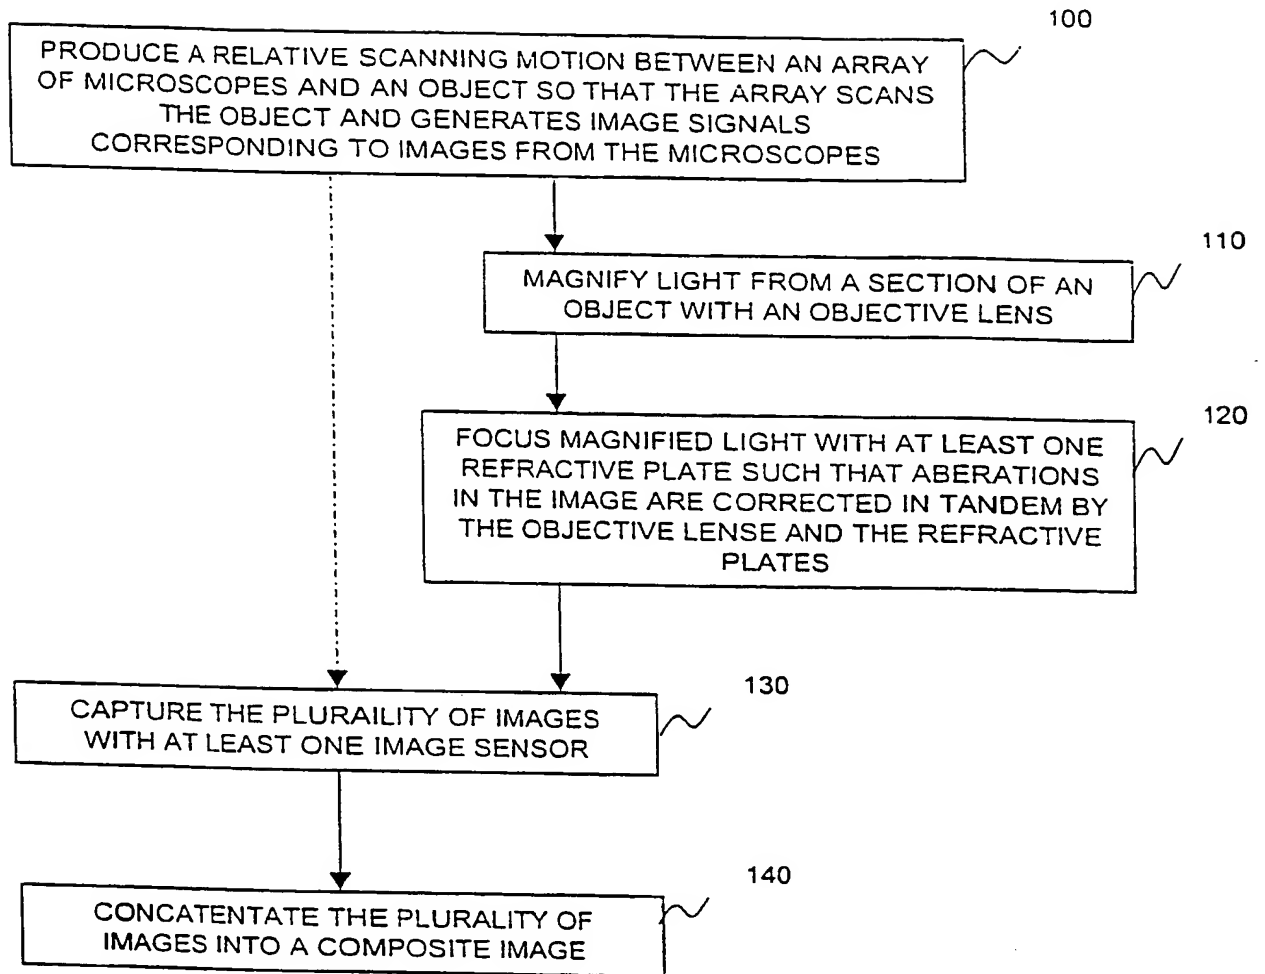 100
PRODUCE A RELATIVE SCANNING MOTION BETWEEN AN ARRAY
OF MICROSCOPES AND AN OBJECT SO THAT THE ARRAY SCANS
THE OBJECT AND GENERATES IMAGE SIGNALS
CORRESPONDING TO IMAGES FROM THE MICROSCOPES
110
MAGNIFY LIGHT FROM A SECTION OF AN
OBJECT WITH AN OBJECTIVE LENS
120
FOCUS MAGNIFIED LIGHT WITH AT LEAST ONE
REFRACTIVE PLATE SUCH THAT ABERATIONS
IN THE IMAGE ARE CORRECTED IN TANDEM BY
THE OBJECTIVE LENSE AND THE REFRACTIVE
PLATES
130
CAPTURE THE PLURAILITY OF IMAGES
WITH AT LEAST ONE IMAGE SENSOR
140
CONCATENTATE THE PLURALITY OF
IMAGES INTO A COMPOSITE IMAGE